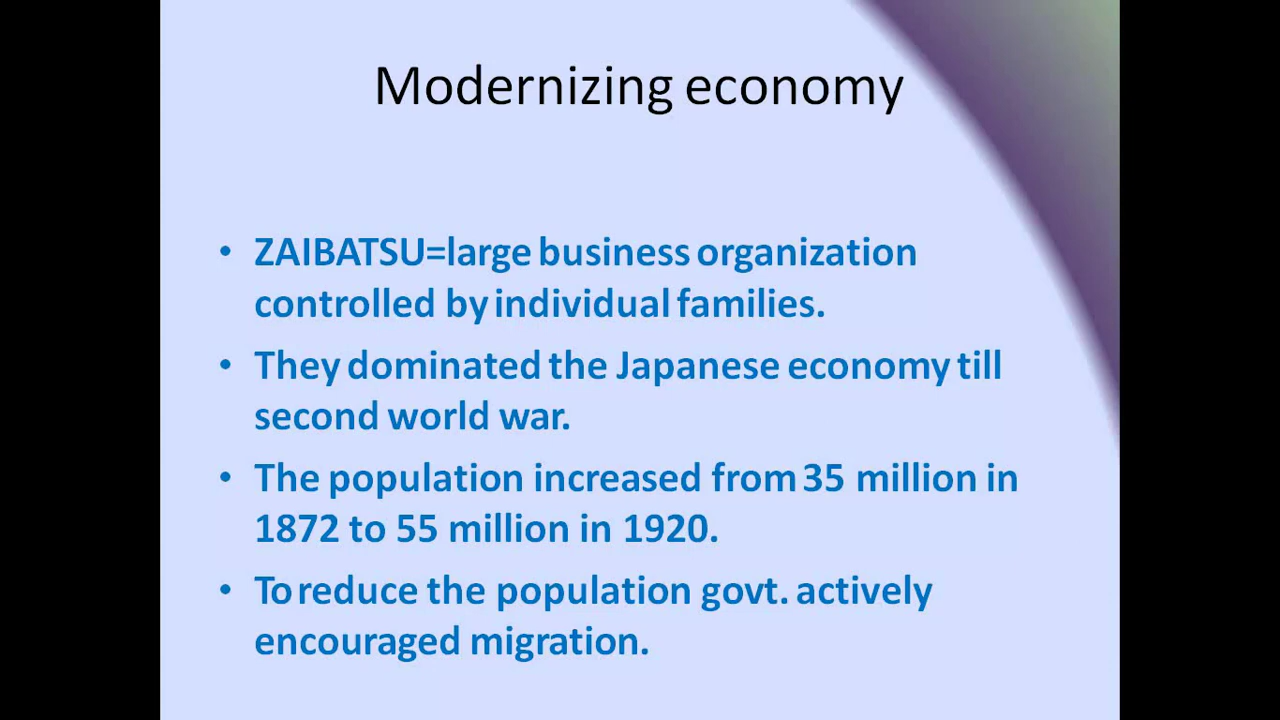 Modernizing economy
• ZAIBATSU=large business organization
controlled by individual families.
• They dominated the Japanese economy till
second world war.
• The population increased from 35 million in
1872 to 55 million in 1920.
• To reduce the population govt. actively
encouraged migration.